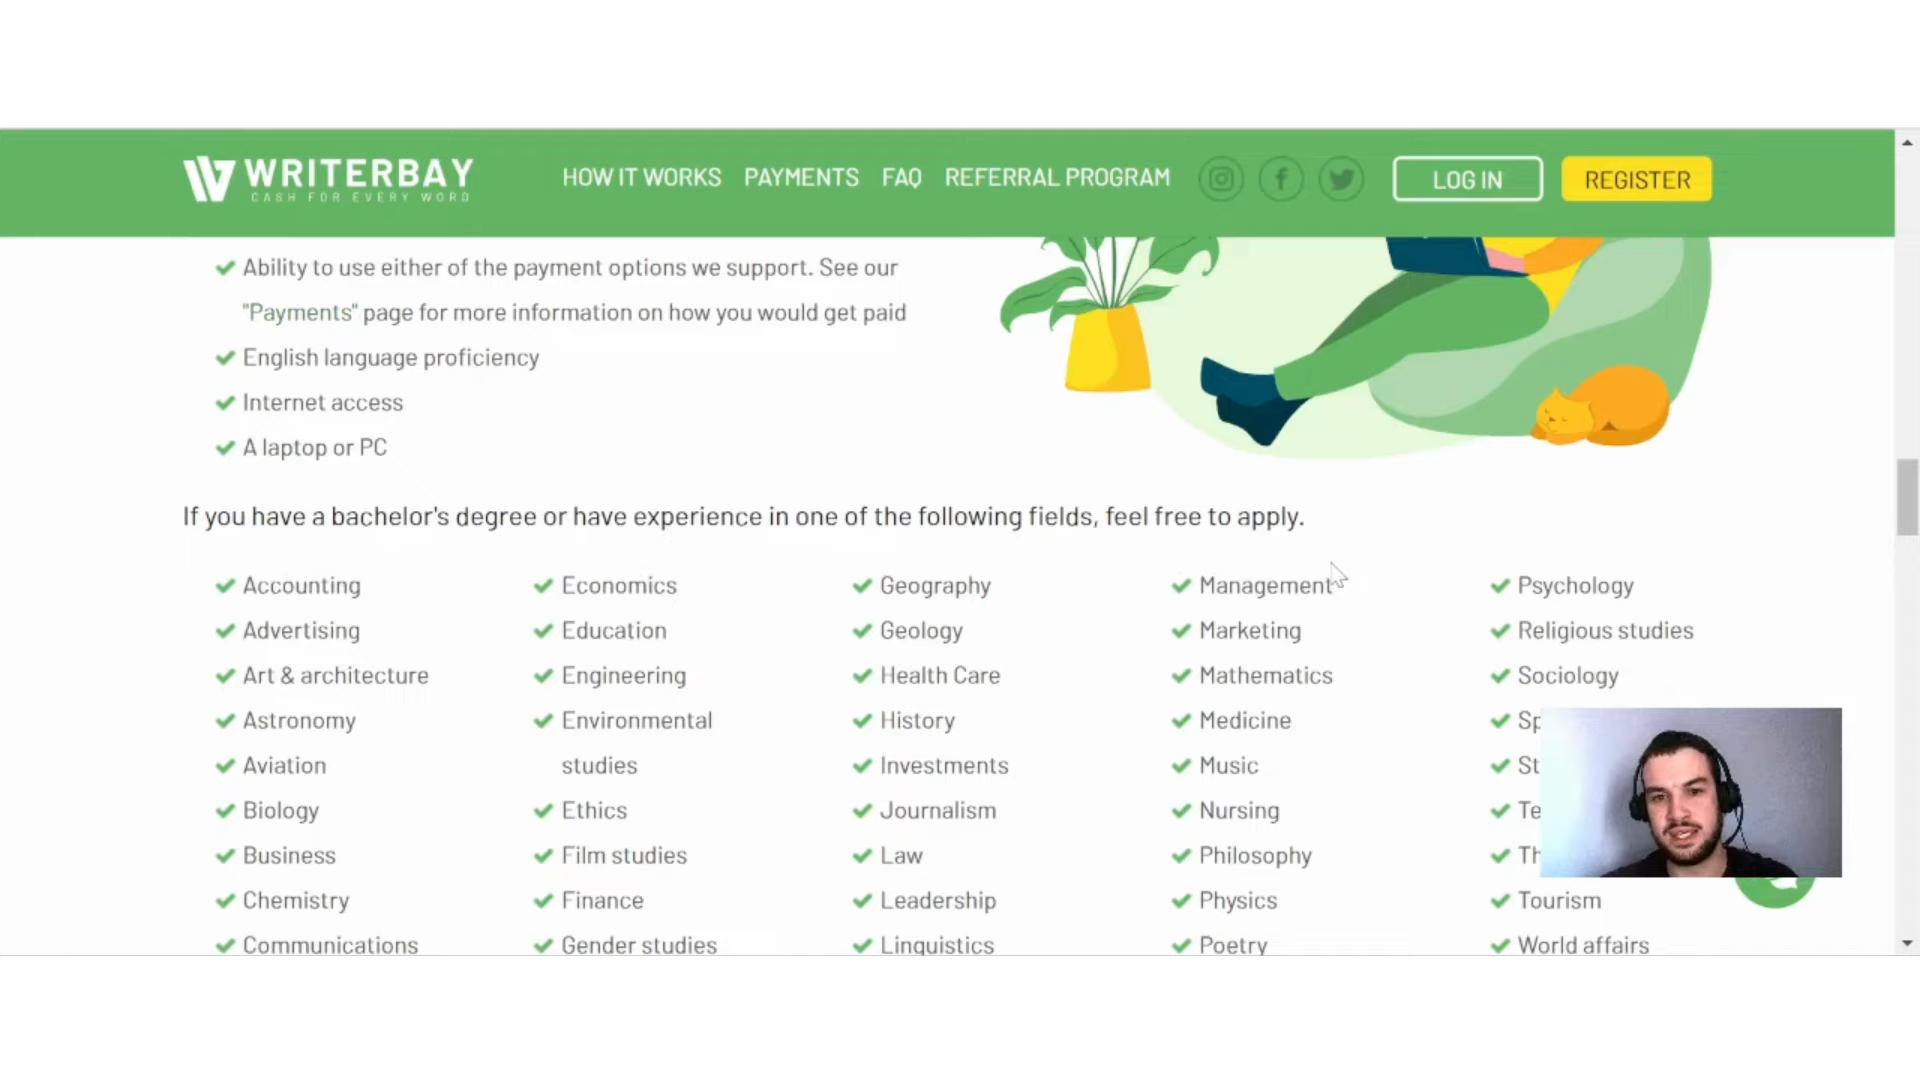 WRITERBAY
CASH FOR EVERY WORD
HOW IT WORKS PAYMENTS FAQ REFERRAL PROGRAM LOG IN REGISTER
Ability to use either of the payment options we support. See our
"Payments" page for more information on how you would get paid
English language proficiency
Internet access
A laptop or PC
If you have a bachelor's degree or have experience in one of the following fields, feel free to apply.
Accounting
Advertising
Art & architecture
Astronomy
Aviation
Biology
Business
Chemistry
Communications
Economics
Education
Engineering
Environmental
studies
Ethics
Film studies
Finance
Gender studies
Geography
Geology
Health Care
History
Investments
Journalism
Law
Leadership
Linguistics
Management
Marketing
Mathematics
Medicine
Music
Nursing
Philosophy
Physics
Poetry
Psychology
Religious studies
Sociology
Sp
St
Te
Th
Tourism
World affairs